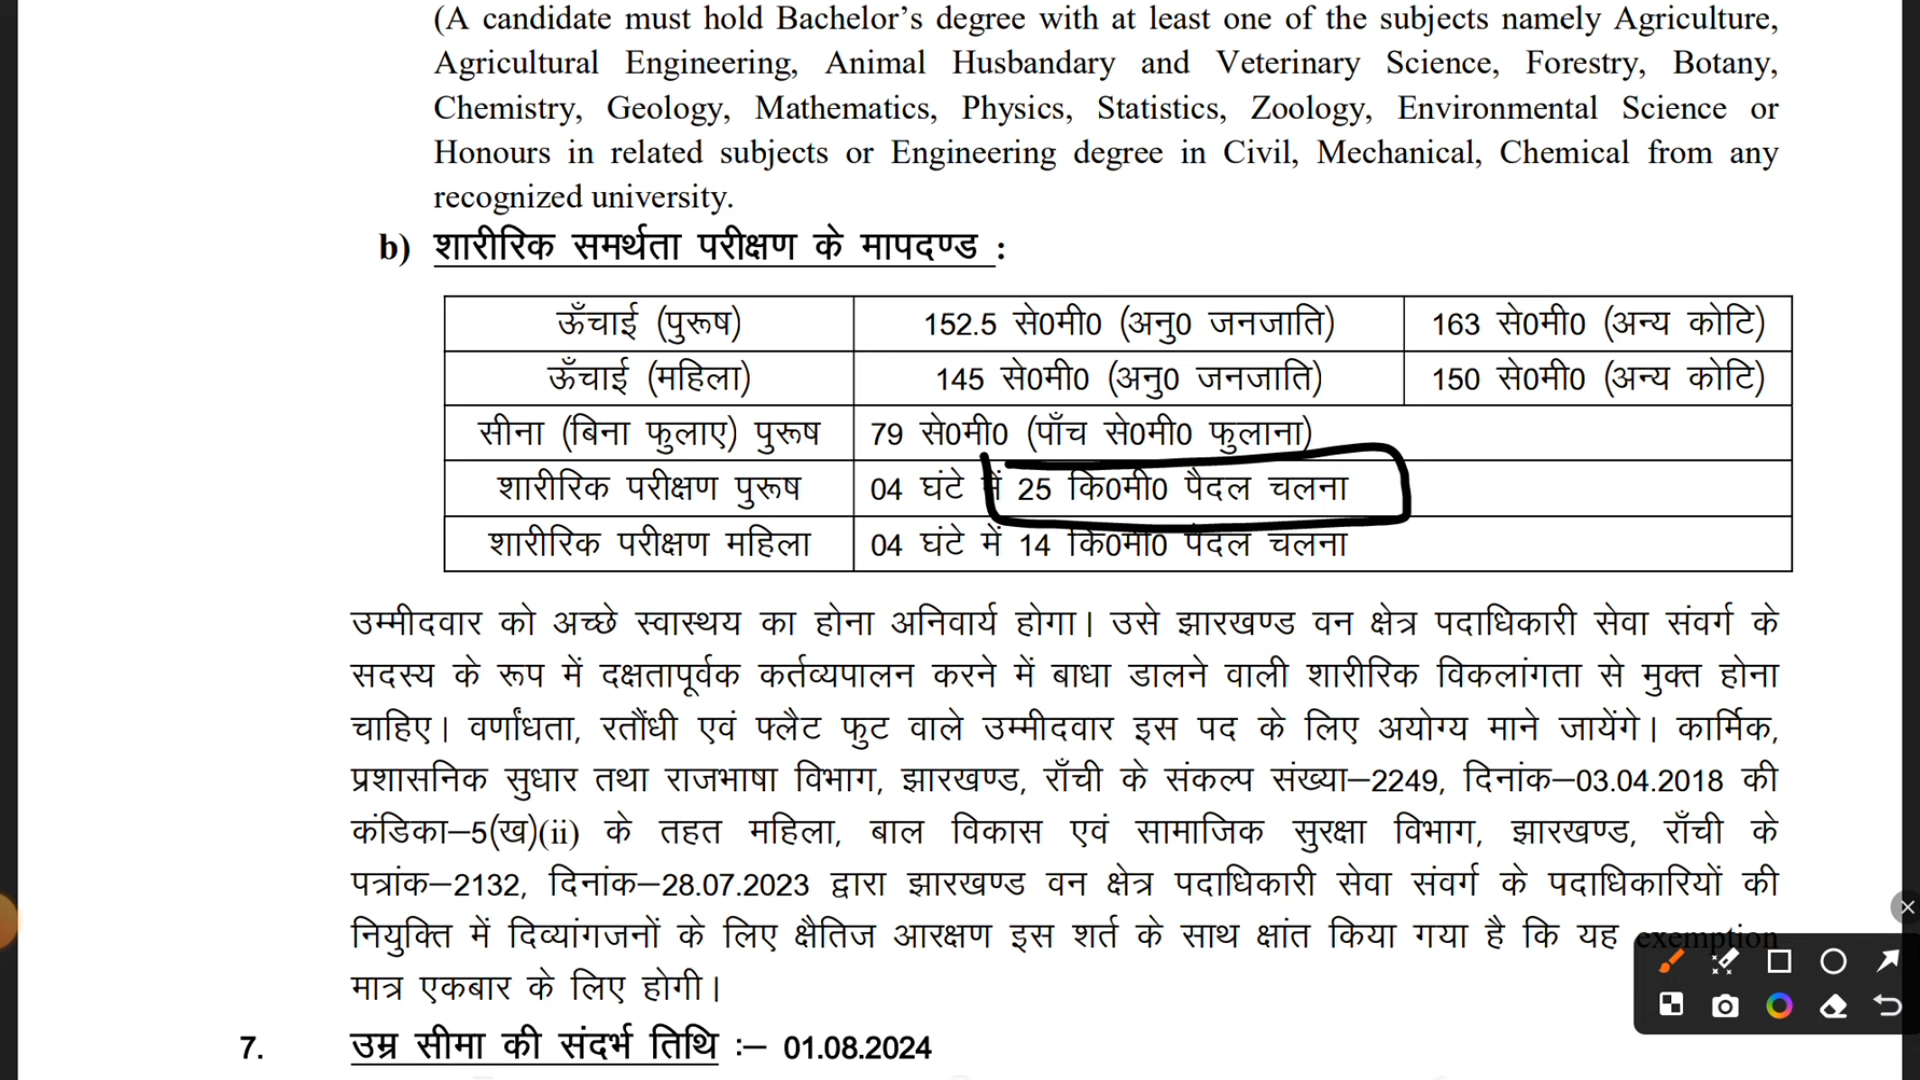 (A candidate must hold Bachelor’s degree with at least one of the subjects namely Agriculture,
Agricultural Engineering, Animal Husbandary and Veterinary Science, Forestry, Botany,
Chemistry, Geology, Mathematics, Physics, Statistics, Zoology, Environmental Science or
Honours in related subjects or Engineering degree in Civil, Mechanical, Chemical from any
recognized university.
b) शारीरिक समर्थता परीक्षण के मापदण्ड :
ऊँचाई (पुरूष) 152.5 से0मी0 (अनु0 जनजाति) 163 से0मी0 (अन्य कोटि)
ऊँचाई (महिला) 145 से0मी0 (अनु0 जनजाति) 150 से0मी0 (अन्य कोटि)
सीना (बिना फुलाए) पुरूष 79 से0मी0 (पाँच से0मी0 फुलाना)
शारीरिक परीक्षण पुरूष 04 घंटे में 25 कि0मी0 पैदल चलना
शारीरिक परीक्षण महिला 04 घंटे में 14 कि0मी0 पैदल चलना
उम्मीदवार को अच्छे स्वास्थय का होना अनिवार्य होगा। उसे झारखण्ड वन क्षेत्र पदाधिकारी सेवा संवर्ग के
सदस्य के रूप में दक्षतापूर्वक कर्तव्यपालन करने में बाधा डालने वाली शारीरिक विकलांगता से मुक्त होना
चाहिए। वर्णांधता, रतौंधी एवं फ्लैट फुट वाले उम्मीदवार इस पद के लिए अयोग्य माने जायेंगे। कार्मिक,
प्रशासनिक सुधार तथा राजभाषा विभाग, झारखण्ड, राँची के संकल्प संख्या–2249, दिनांक–03.04.2018 की
कंडिका–5(ख)(ii) के तहत महिला, बाल विकास एवं सामाजिक सुरक्षा विभाग, झारखण्ड, राँची के
पत्रांक–2132, दिनांक–28.07.2023 द्वारा झारखण्ड वन क्षेत्र पदाधिकारी सेवा संवर्ग के पदाधिकारियों की
नियुक्ति में दिव्यांगजनों के लिए क्षैतिज आरक्षण इस शर्त के साथ क्षांत किया गया है कि यह exemption
मात्र एकबार के लिए होगी।
7. उम्र सीमा की संदर्भ तिथि :– 01.08.2024